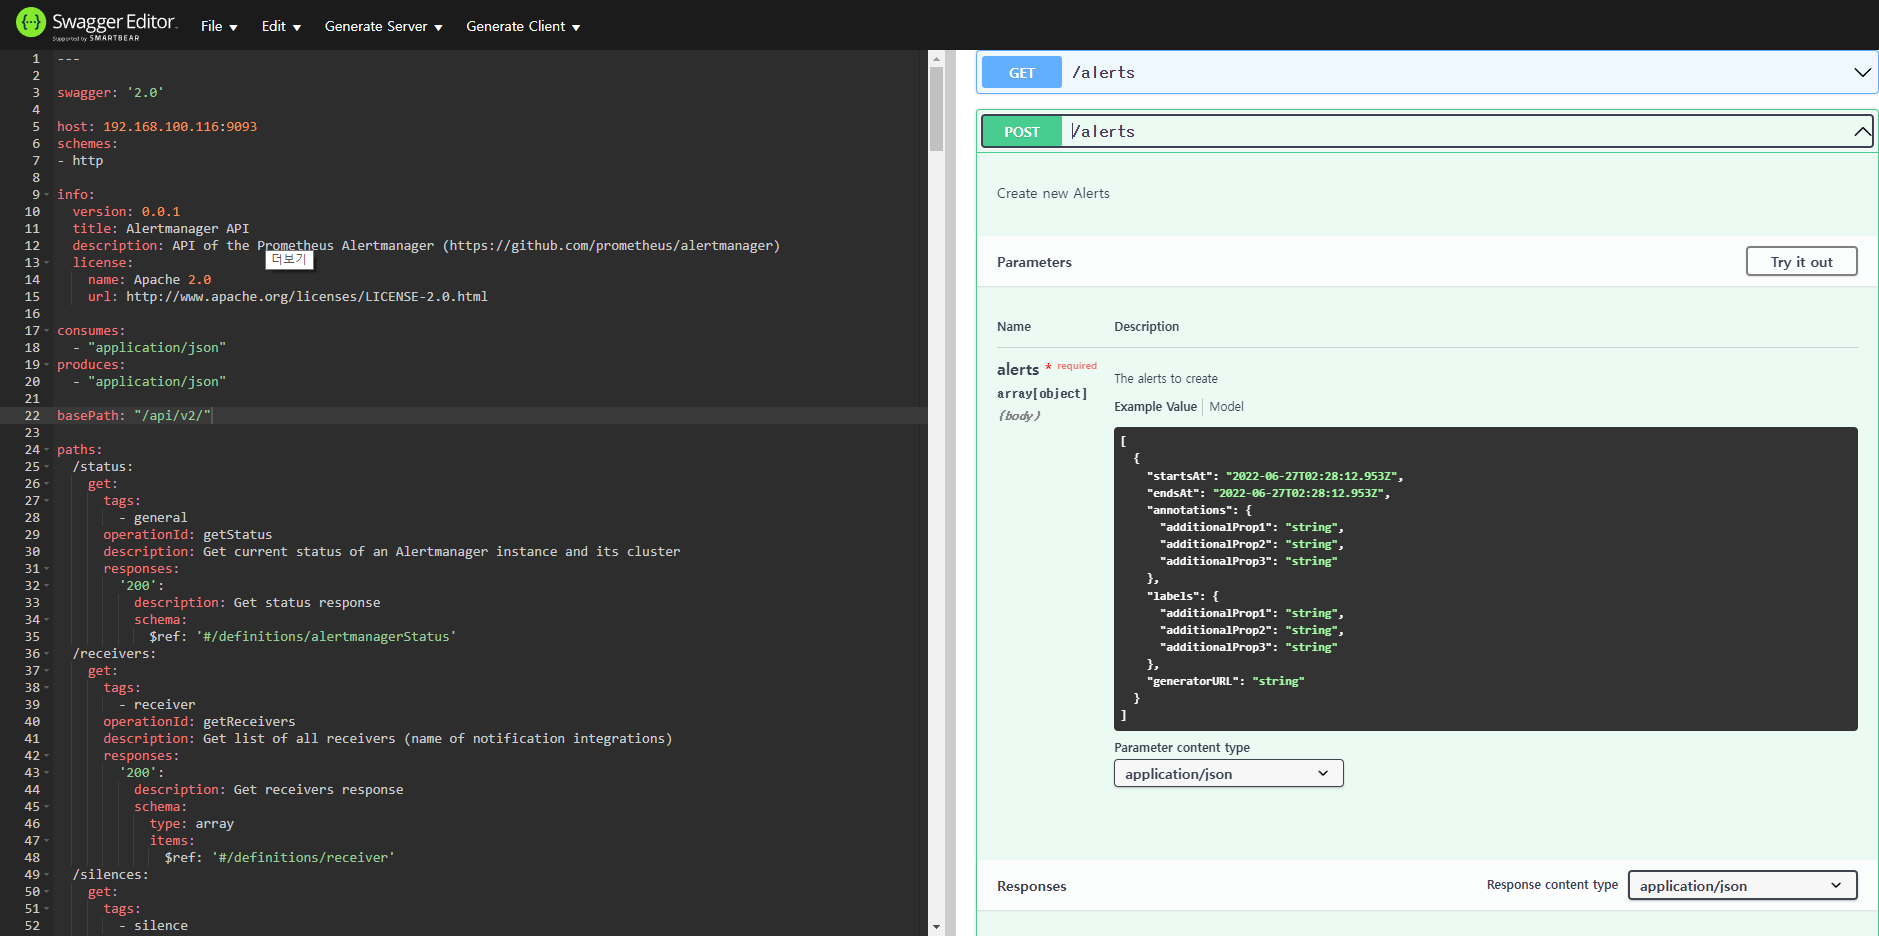 Swagger Editor.
Supported by SMARTBEAR
File
Edit
Generate Server
Generate Client
1 ---
2
3 swagger: '2.0'
4
5 host: 192.168.100.116:9093
6 schemes:
7 - http
8
9 info:
10 version: 0.0.1
11 title: Alertmanager API
12 description: API of the Prometheus Alertmanager (https://github.com/prometheus/alertmanager)
더보기
13 license:
14 name: Apache 2.0
15 url: http://www.apache.org/licenses/LICENSE-2.0.html
16
17 consumes:
18 - "application/json"
19 produces:
20 - "application/json"
21
22 basePath: "/api/v2/"
23
24 paths:
25 /status:
26 get:
27 tags:
28 - general
29 operationId: getStatus
30 description: Get current status of an Alertmanager instance and its cluster
31 responses:
32 '200':
33 description: Get status response
34 schema:
35 $ref: '#/definitions/alertmanagerStatus'
36 /receivers:
37 get:
38 tags:
39 - receiver
40 operationId: getReceivers
41 description: Get list of all receivers (name of notification integrations)
42 responses:
43 '200':
44 description: Get receivers response
45 schema:
46 type: array
47 items:
48 $ref: '#/definitions/receiver'
49 /silences:
50 get:
51 tags:
52 - silence
GET /alerts
POST /alerts
Create new Alerts
Parameters
Try it out
Name Description
alerts * required
array[object]
(body)
The alerts to create
Example Value Model
[
{
"startsAt": "2022-06-27T02:28:12.953Z",
"endsAt": "2022-06-27T02:28:12.953Z",
"annotations": {
"additionalProp1": "string",
"additionalProp2": "string",
"additionalProp3": "string"
},
"labels": {
"additionalProp1": "string",
"additionalProp2": "string",
"additionalProp3": "string"
},
"generatorURL": "string"
}
]
Parameter content type
application/json
Responses
Response content type
application/json